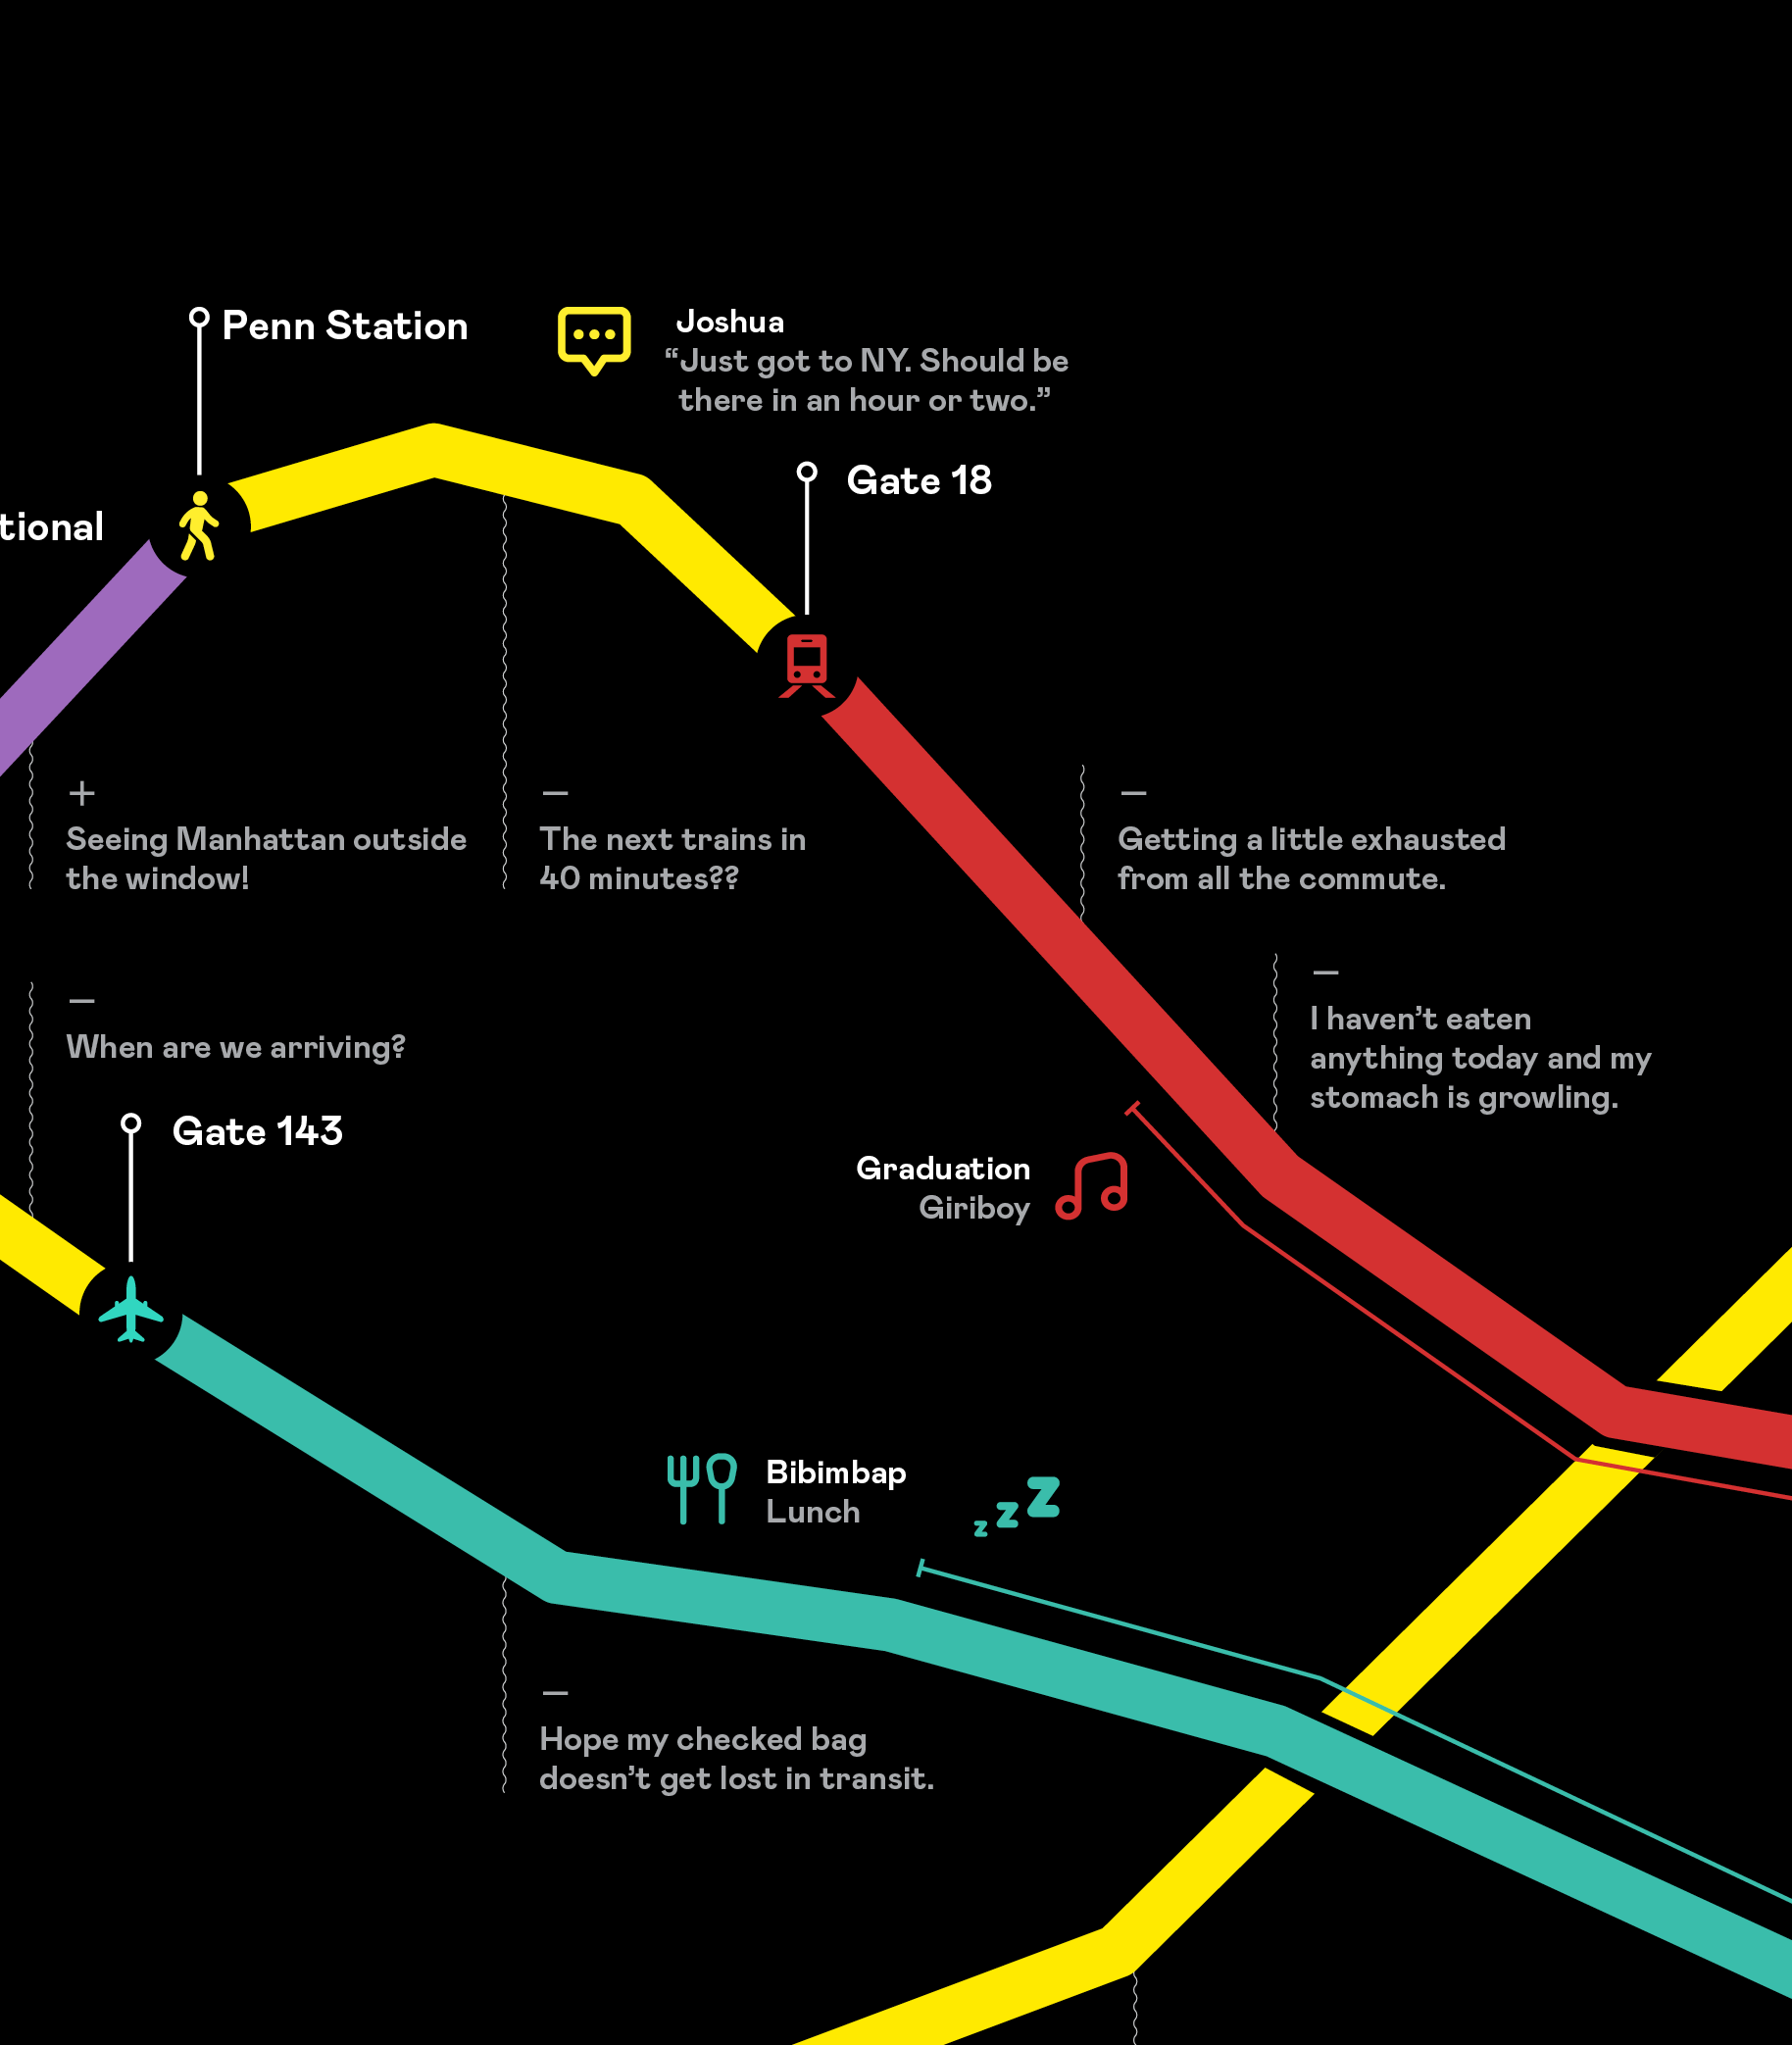 Penn Station
Joshua
“Just got to NY. Should be
there in an hour or two.”
Gate 18
tional
+
Seeing Manhattan outside
the window!
–
The next trains in
40 minutes??
–
Getting a little exhausted
from all the commute.
–
I haven’t eaten
anything today and my
stomach is growling.
–
When are we arriving?
Gate 143
Graduation
Giriboy
Bibimbap
Lunch
z z z
–
Hope my checked bag
doesn’t get lost in transit.